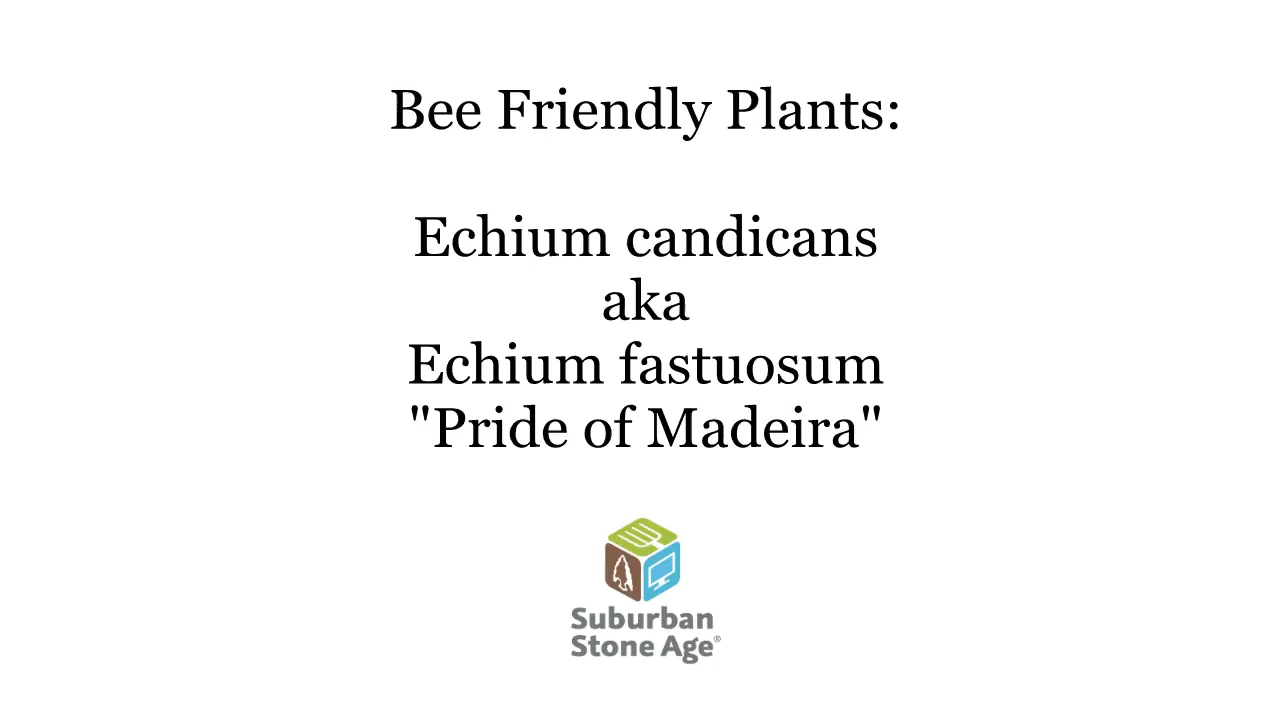 Bee Friendly Plants:
Echium candicans
aka
Echium fastuosum
"Pride of Madeira"
Suburban
Stone Age®